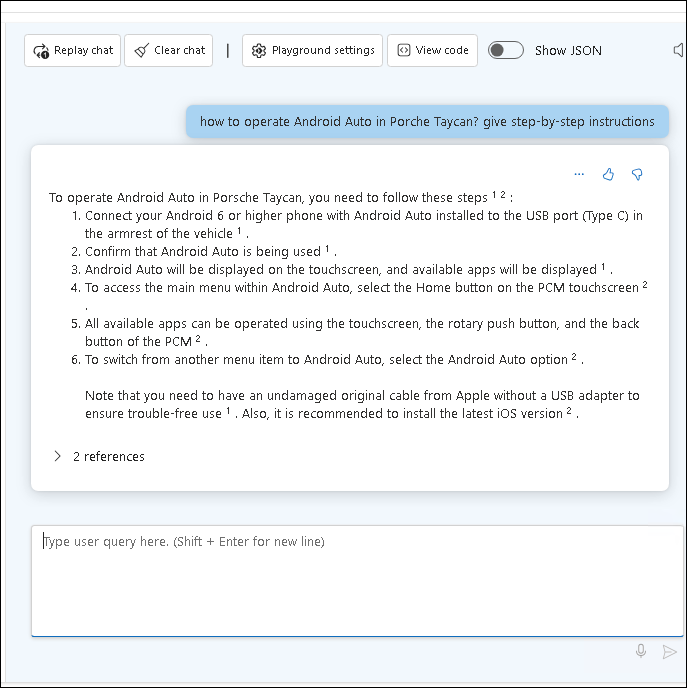 Replay chat Clear chat | Playground settings View code Show JSON
how to operate Android Auto in Porche Taycan? give step-by-step instructions
To operate Android Auto in Porsche Taycan, you need to follow these steps 1 2 :
1. Connect your Android 6 or higher phone with Android Auto installed to the USB port (Type C) in
the armrest of the vehicle 1 .
2. Confirm that Android Auto is being used 1 .
3. Android Auto will be displayed on the touchscreen, and available apps will be displayed 1 .
4. To access the main menu within Android Auto, select the Home button on the PCM touchscreen 2
.
5. All available apps can be operated using the touchscreen, the rotary push button, and the back
button of the PCM 2 .
6. To switch from another menu item to Android Auto, select the Android Auto option 2 .
Note that you need to have an undamaged original cable from Apple without a USB adapter to
ensure trouble-free use 1 . Also, it is recommended to install the latest iOS version 2 .
2 references
Type user query here. (Shift + Enter for new line)